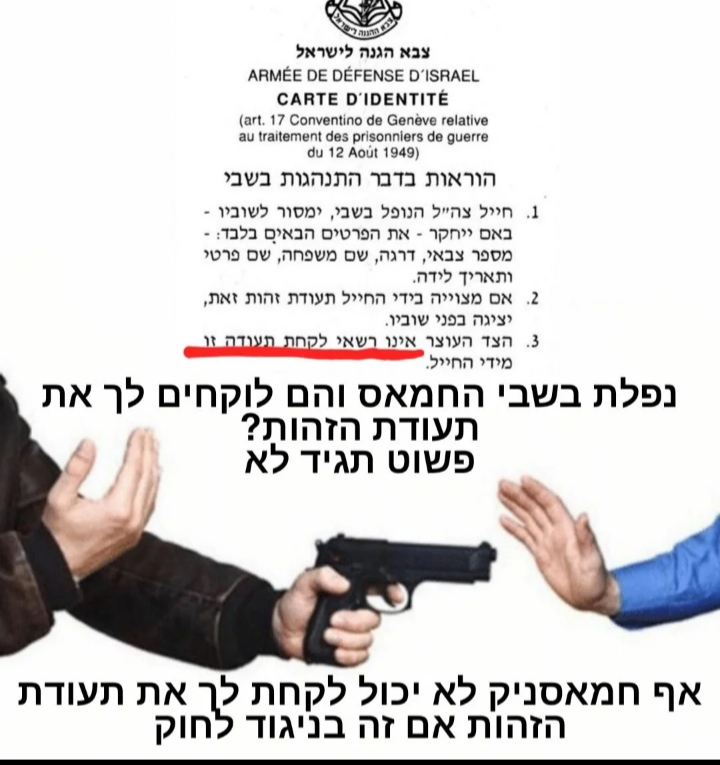 צבא ההגנה לישראל
צבא הגנה לישראל
ARMÉE DE DÉFENSE D'ISRAEL
CARTE D'IDENTITÉ
(art. 17 Conventino de Genève relative
au traitement des prisonniers de guerre
du 12 Août 1949)
הוראות בדבר התנהגות בשבי
1. חייל צה״ל הנופל בשבי, ימסור לשוביו -
באם ייחקר - את הפרטים הבאים בלבד: -
מספר צבאי, דרגה, שם משפחה, שם פרטי
ותאריך לידה.
2. אם מצוייה בידי החייל תעודת זהות זאת,
יציגה בפני שוביו.
3. הצד העוצר אינו רשאי לקחת תעודה זו
מידי החייל.
נפלת בשבי החמאס והם לוקחים לך את
תעודת הזהות?
פשוט תגיד לא
אף חמאסניק לא יכול לקחת לך את תעודת
הזהות אם זה בניגוד לחוק